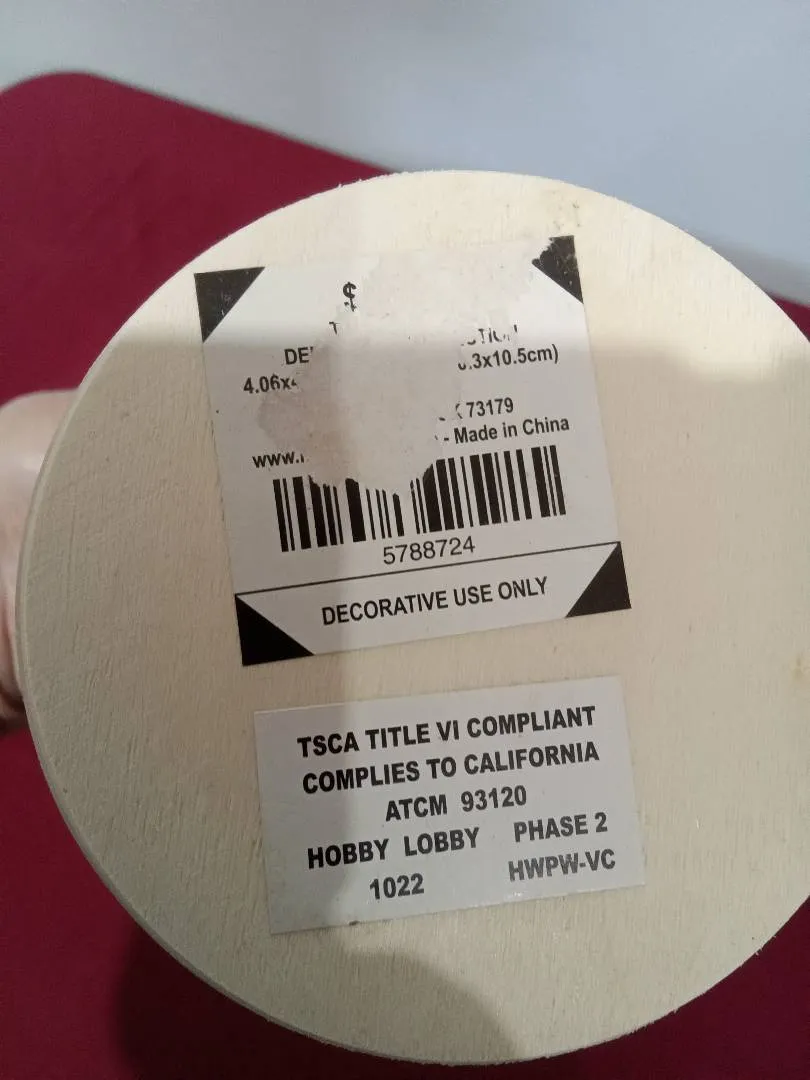 $
4.06x
.3x10.5cm)
73179
- Made in China
www.
5788724
DECORATIVE USE ONLY
TSCA TITLE VI COMPLIANT
COMPLIES TO CALIFORNIA
ATCM 93120
HOBBY LOBBY PHASE 2
1022 HWPW-VC